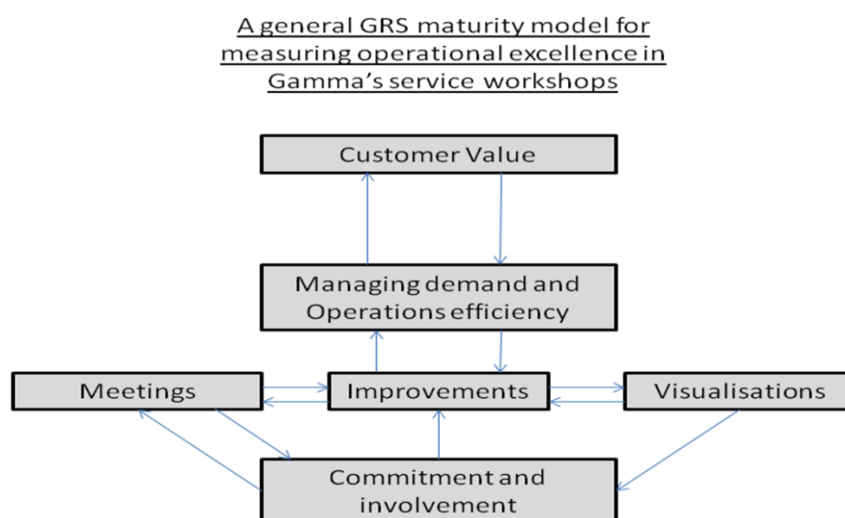 A general GRS maturity model for
measuring operational excellence in
Gamma's service workshops
Customer Value
Managing demand and
Operations efficiency
Meetings
Improvements
Visualisations
Commitment and
involvement